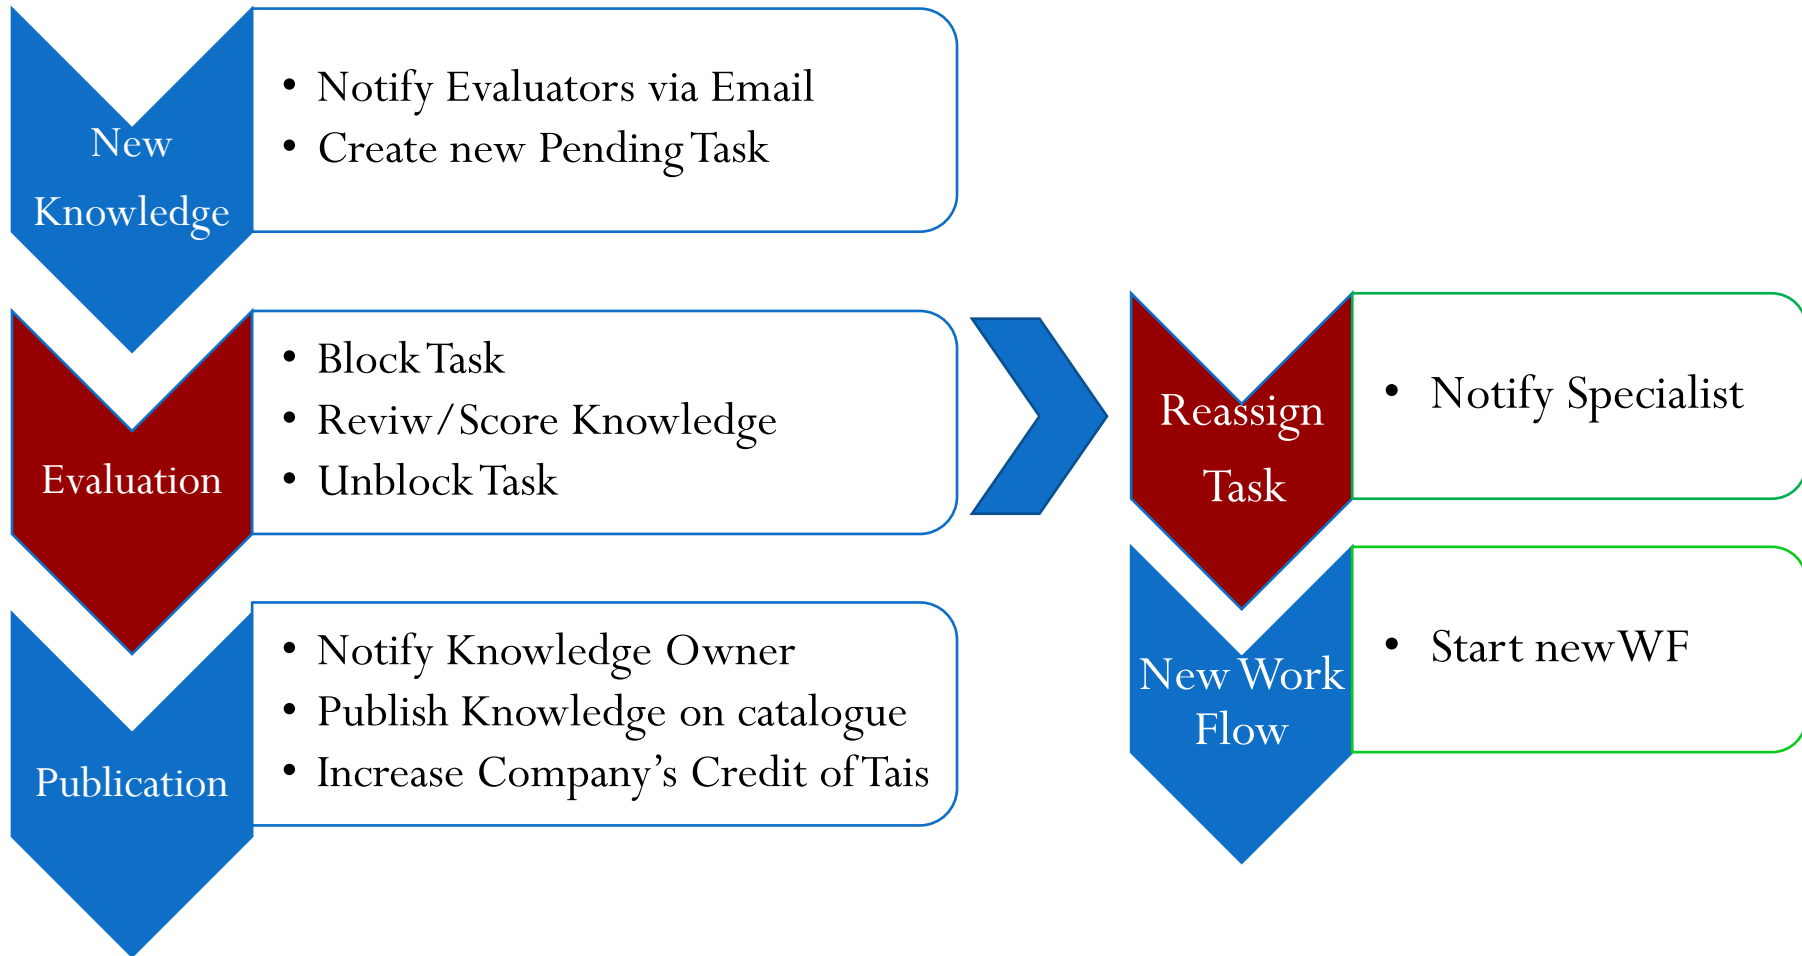 New
Knowledge
• Notify Evaluators via Email
• Create new Pending Task
Evaluation
• Block Task
• Reviw/Score Knowledge
• Unblock Task
Publication
• Notify Knowledge Owner
• Publish Knowledge on catalogue
• Increase Company’s Credit of Tais
Reassign
Task
• Notify Specialist
New Work
Flow
• Start new WF